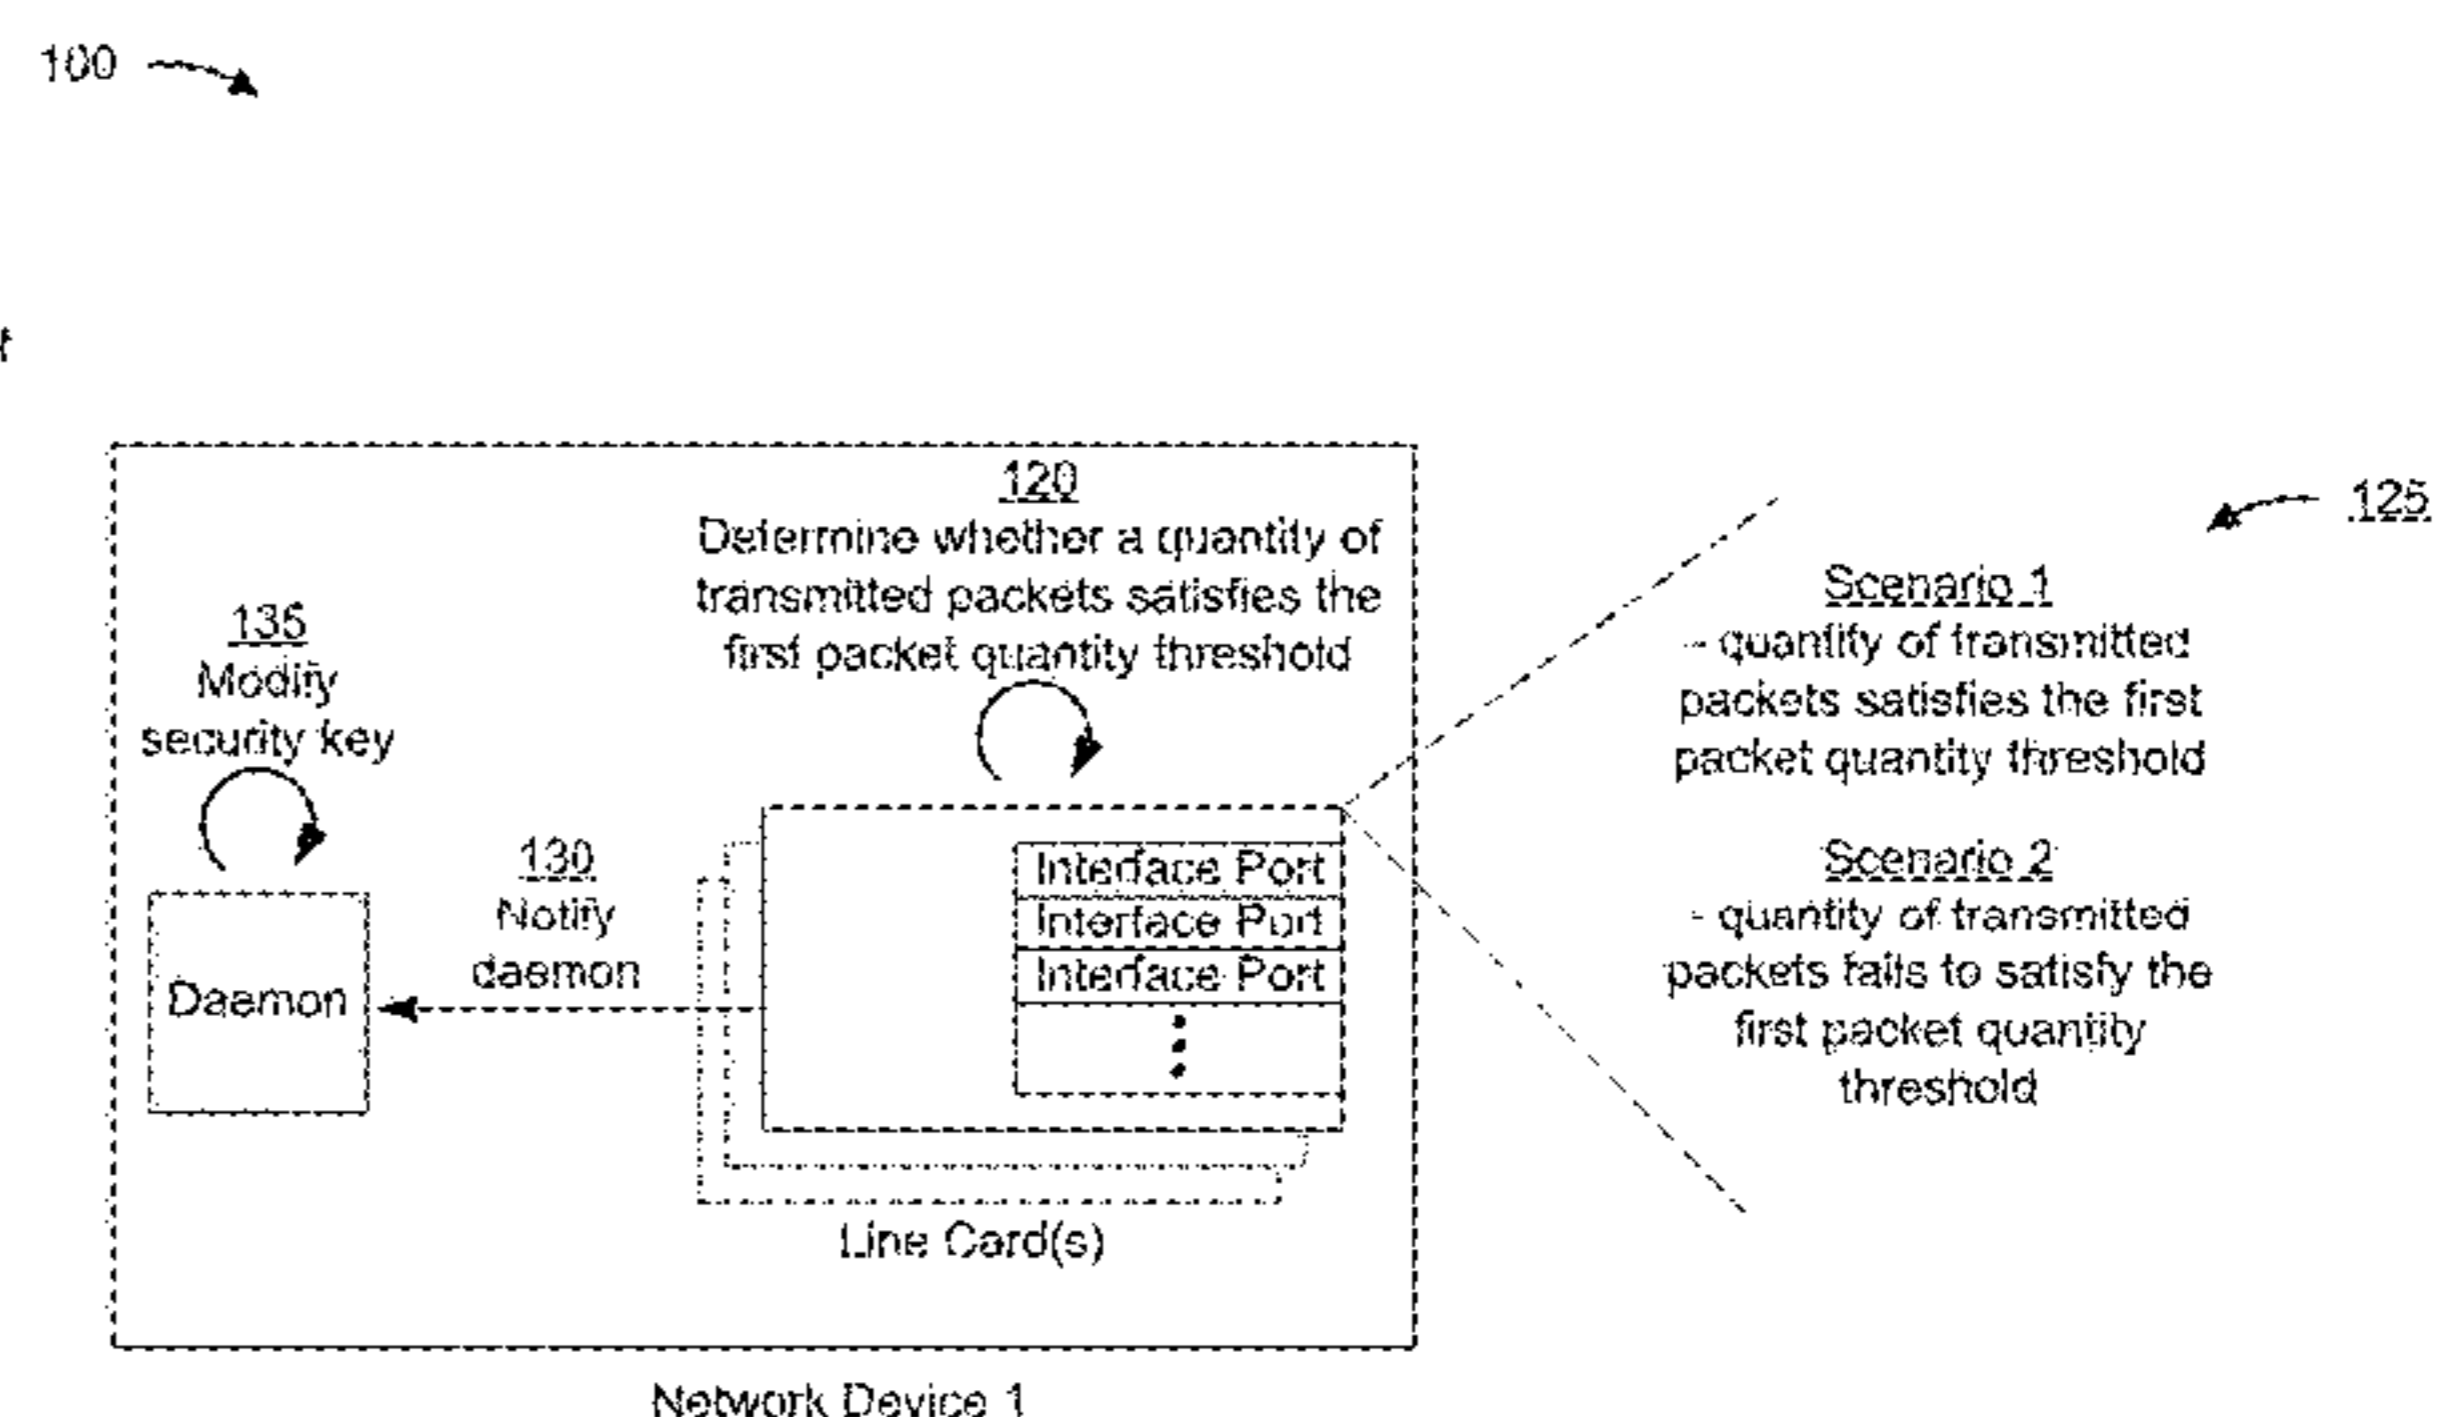 100
120
Determine whether a quantity of
transmitted packets satisfies the
first packet quantity threshold
135
Modify
security key
130
Notify
daemon
Daemon
Interface Port
Interface Port
Interface Port
Line Card(s)
Network Device 1
125
Scenario 1
- quantity of transmitted
packets satisfies the first
packet quantity threshold
Scenario 2
- quantity of transmitted
packets fails to satisfy the
first packet quantity
threshold